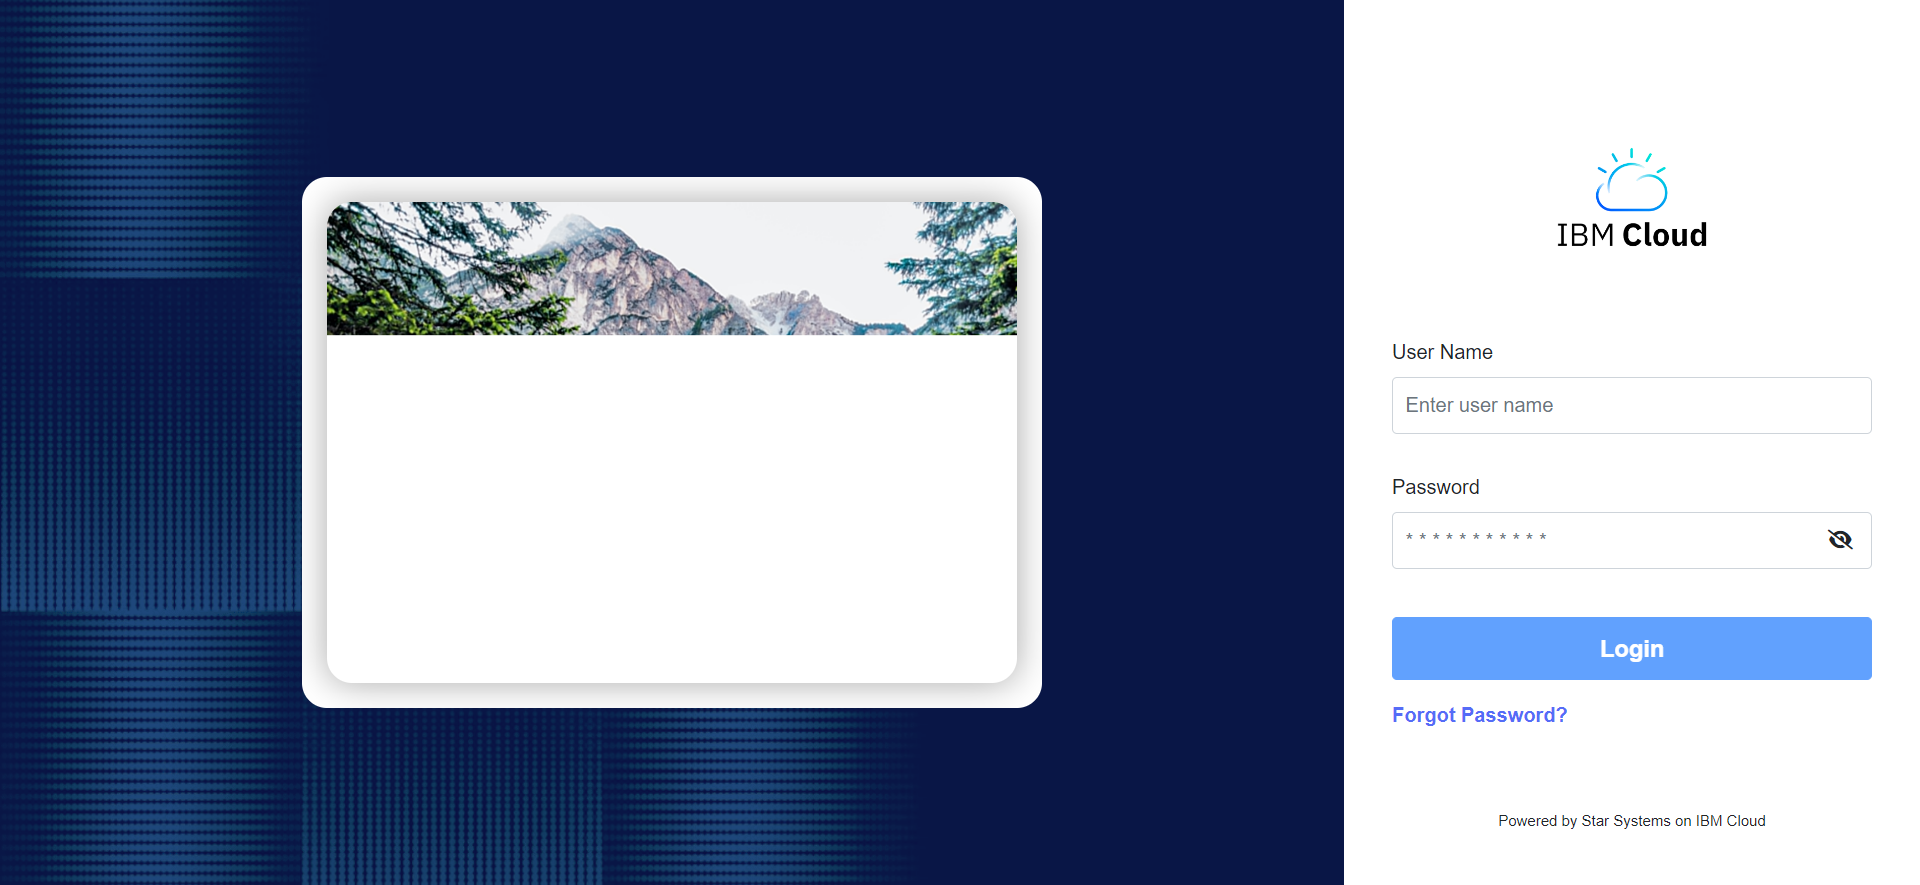 IBM Cloud
User Name
Enter user name
Password
* * * * * * * * * * *
Login
Forgot Password?
Powered by Star Systems on IBM Cloud